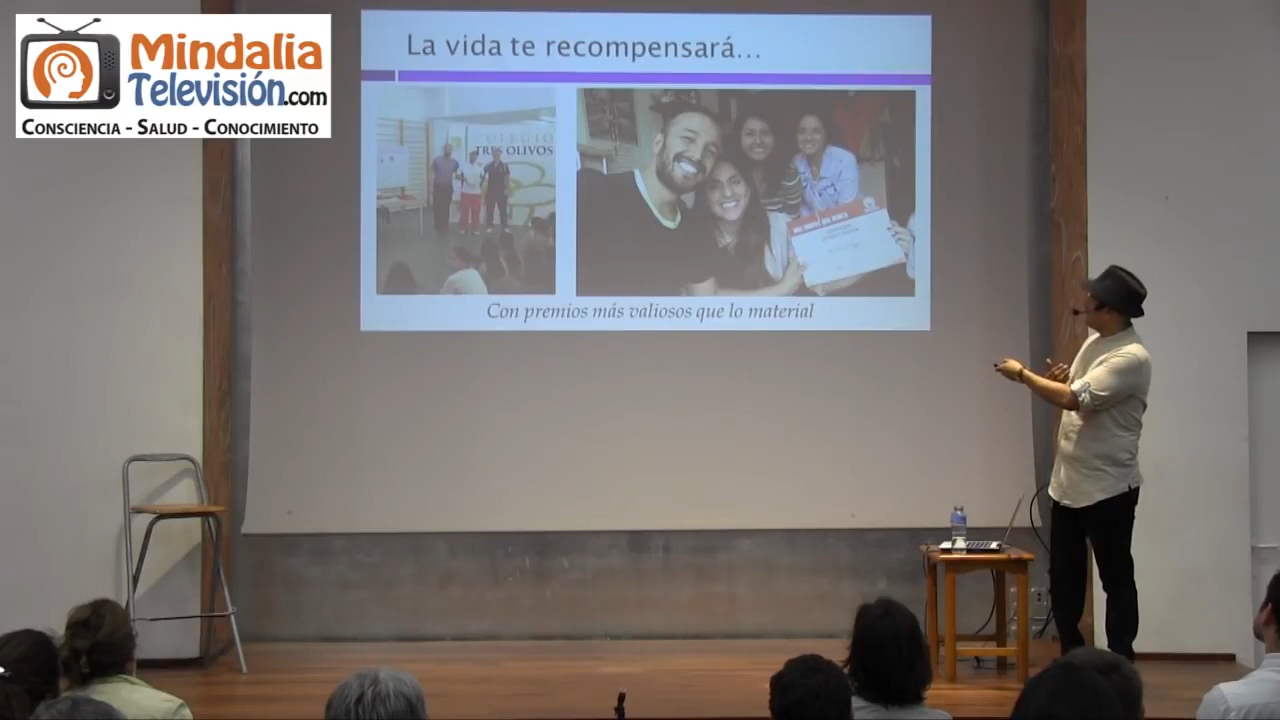 Mindalia
Televisión.com
CONSCIENCIA - SALUD - CONOCIMIENTO
La vida te recompensará...
COLEGIO
TRES OLIVOS
Con premios más valiosos que lo material